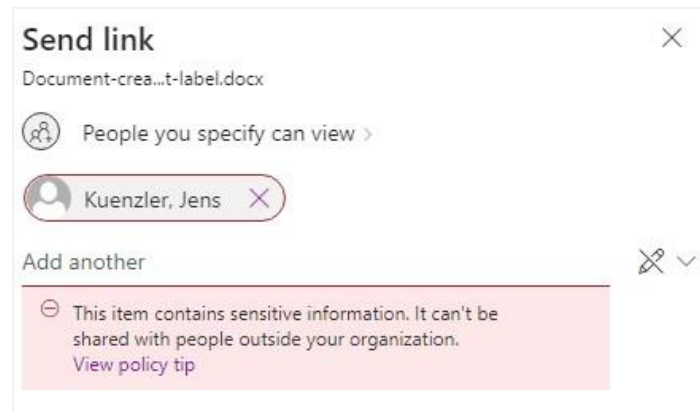 Send link
Document-crea...t-label.docx
People you specify can view
Kuenzler, Jens
Add another
This item contains sensitive information. It can't be
shared with people outside your organization.
View policy tip